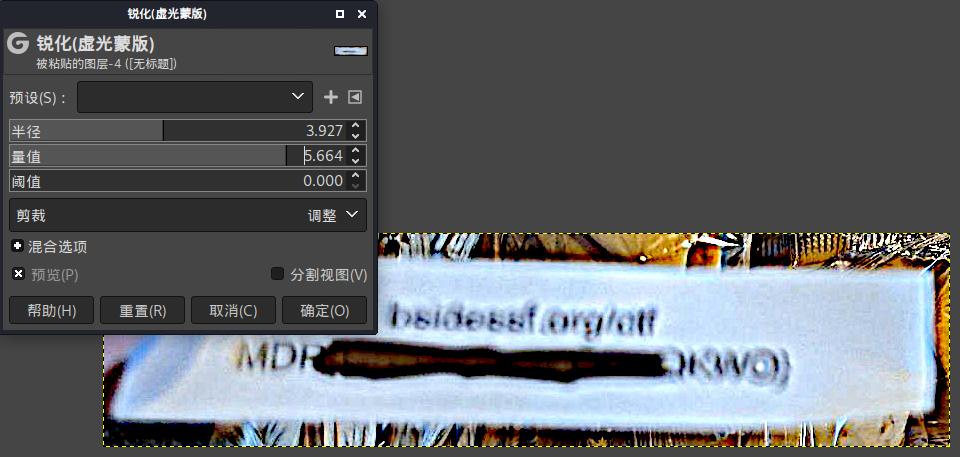 锐化(虚光蒙版)
锐化(虚光蒙版)
被粘贴的图层-4 ([无标题])
预设(S)：
半径 3.927
量值 5.664
阈值 0.000
剪裁 调整
混合选项
预览(P) 分割视图(V)
帮助(H) 重置(R) 取消(C) 确定(O)
bsidessf.org/ctf